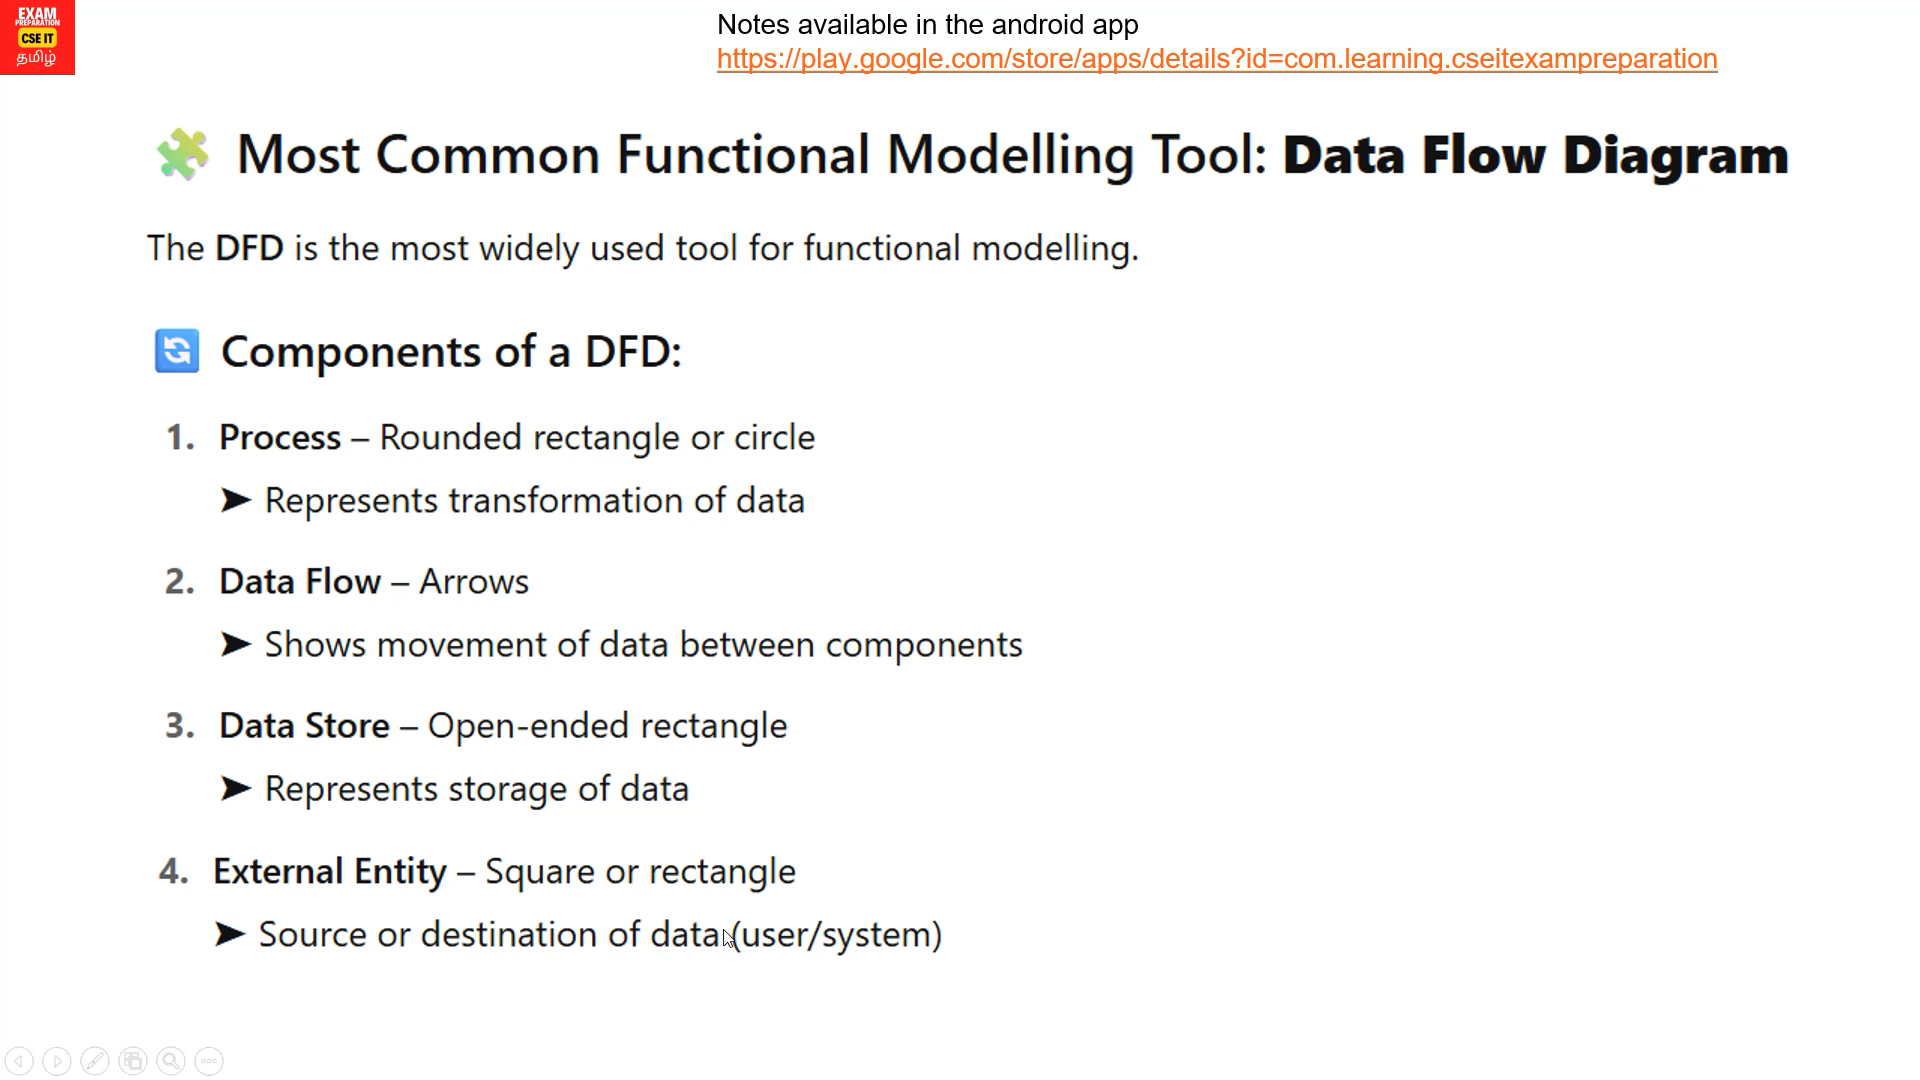 EXAM
PREPARATION
CSE IT
தமிழ்
Notes available in the android app
https://play.google.com/store/apps/details?id=com.learning.cseitexampreparation
Most Common Functional Modelling Tool: Data Flow Diagram
The DFD is the most widely used tool for functional modelling.
Components of a DFD:
1. Process – Rounded rectangle or circle
➤ Represents transformation of data
2. Data Flow – Arrows
➤ Shows movement of data between components
3. Data Store – Open-ended rectangle
➤ Represents storage of data
4. External Entity – Square or rectangle
➤ Source or destination of data (user/system)